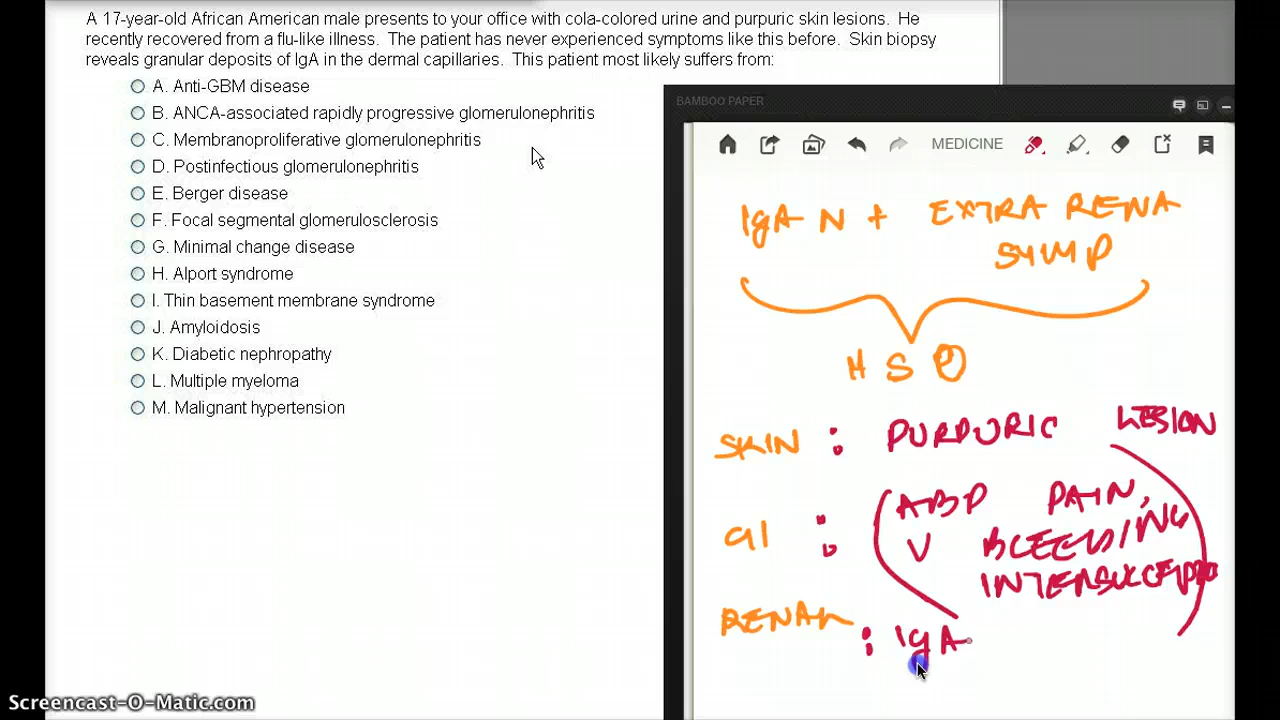 A 17-year-old African American male presents to your office with cola-colored urine and purpuric skin lesions. He
recently recovered from a flu-like illness. The patient has never experienced symptoms like this before. Skin biopsy
reveals granular deposits of IgA in the dermal capillaries. This patient most likely suffers from:
A. Anti-GBM disease
B. ANCA-associated rapidly progressive glomerulonephritis
C. Membranoproliferative glomerulonephritis
D. Postinfectious glomerulonephritis
E. Berger disease
F. Focal segmental glomerulosclerosis
G. Minimal change disease
H. Alport syndrome
I. Thin basement membrane syndrome
J. Amyloidosis
K. Diabetic nephropathy
L. Multiple myeloma
M. Malignant hypertension
BAMBOO PAPER
MEDICINE
IgA N + EXTRA RENA
SYMP
H S P
SKIN : PURPURIC LESION
GI : ABD PAIN,
V BLEEDING
RENAL : IgA
Screencast-O-Matic.com